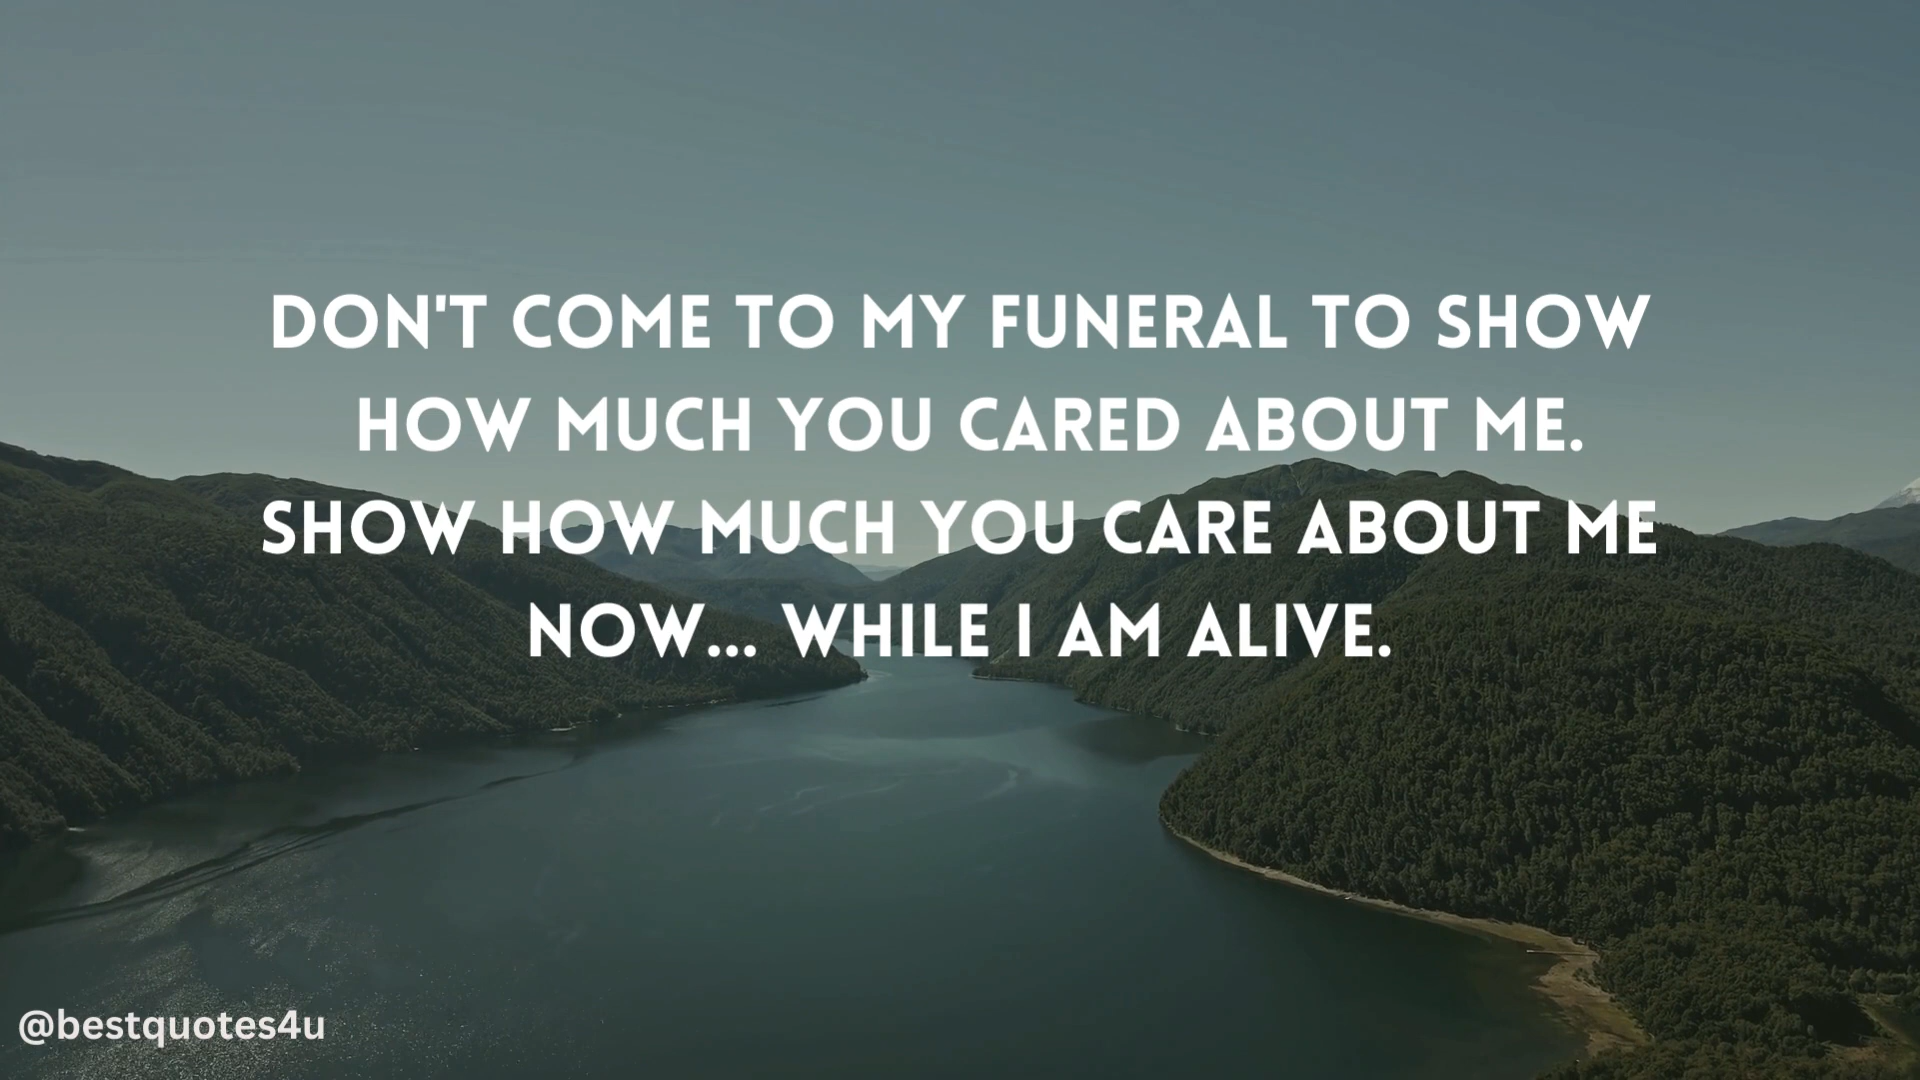 DON'T COME TO MY FUNERAL TO SHOW
HOW MUCH YOU CARED ABOUT ME.
SHOW HOW MUCH YOU CARE ABOUT ME
NOW... WHILE I AM ALIVE.
@bestquotes4u